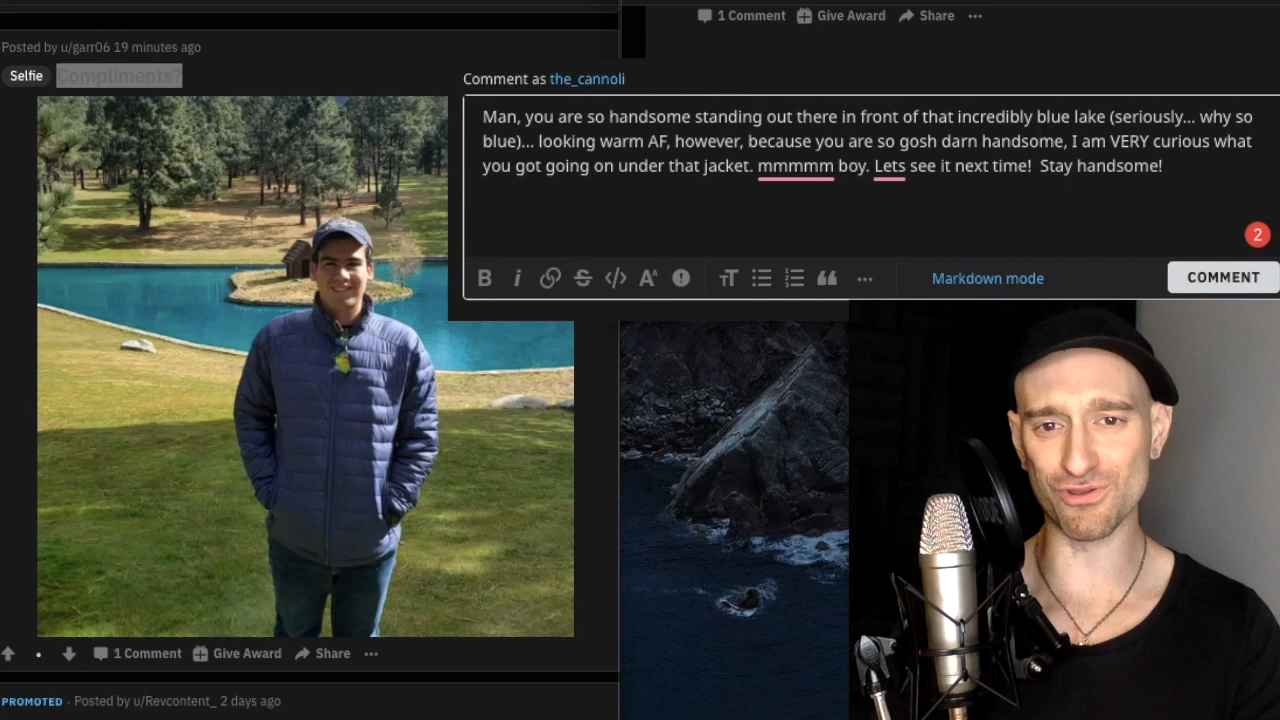 1 Comment Give Award Share
Posted by u/garr06 19 minutes ago
Selfie Compliments?
Comment as the_cannoli
Man, you are so handsome standing out there in front of that incredibly blue lake (seriously... why so
blue)... looking warm AF, however, because you are so gosh darn handsome, I am VERY curious what
you got going on under that jacket. mmmmm boy. Lets see it next time!  Stay handsome!
2
Markdown mode
COMMENT
1 Comment Give Award Share
PROMOTED · Posted by u/Revcontent_ 2 days ago